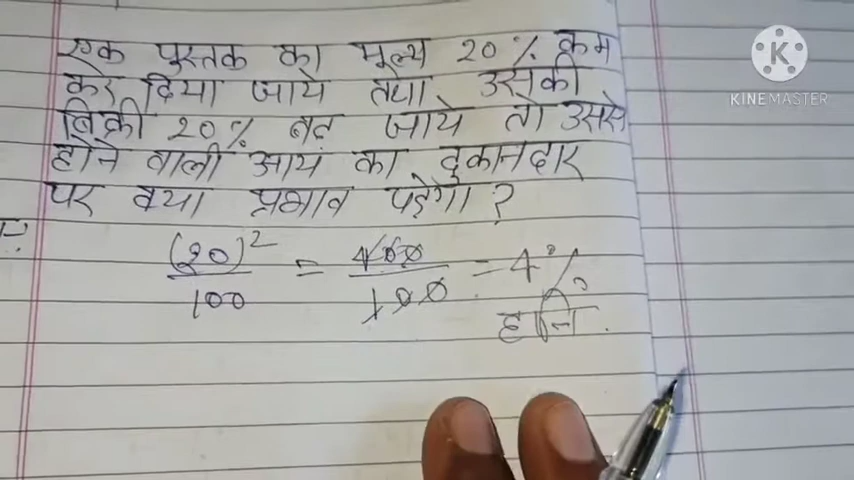 एक पुस्तक का मूल्य 20% कम
कर दिया जाये तथा उसकी
बिक्री 20% बढ़ जाये तो उससे
होने वाली आय का दुकानदार
पर क्या प्रभाव पड़ेगा ?
(20)² / 100 = 400 / 100 = 4%
हानि.
K
KINEMASTER